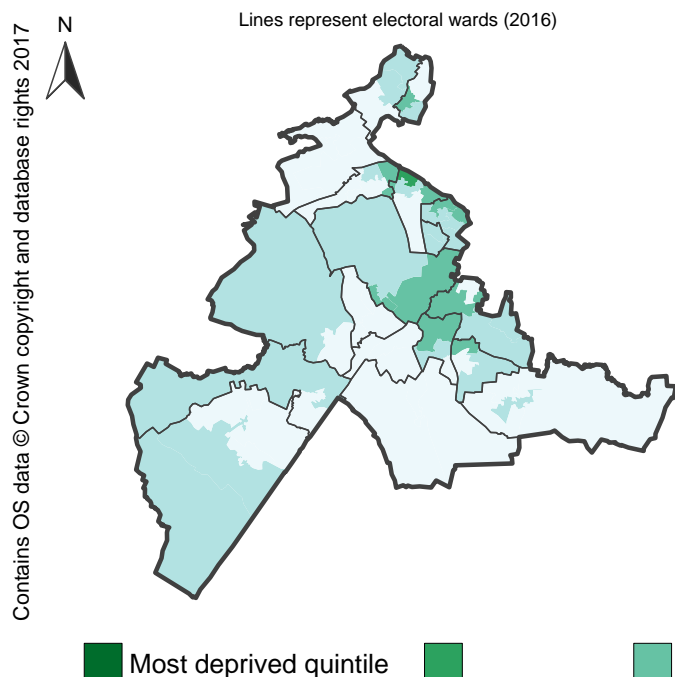 Lines represent electoral wards (2016)
N
Contains OS data © Crown copyright and database rights 2017
Most deprived quintile